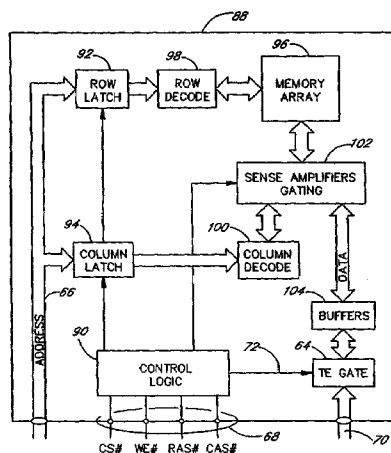 88
92
98
96
ROW
LATCH
ROW
DECODE
MEMORY
ARRAY
102
SENSE AMPLIFIERS
GATING
94
100
COLUMN
LATCH
COLUMN
DECODE
DATA
ADDRESS
66
104
BUFFERS
90
72
64
CONTROL
LOGIC
TE GATE
CS# WE# RAS# CAS#
68
70